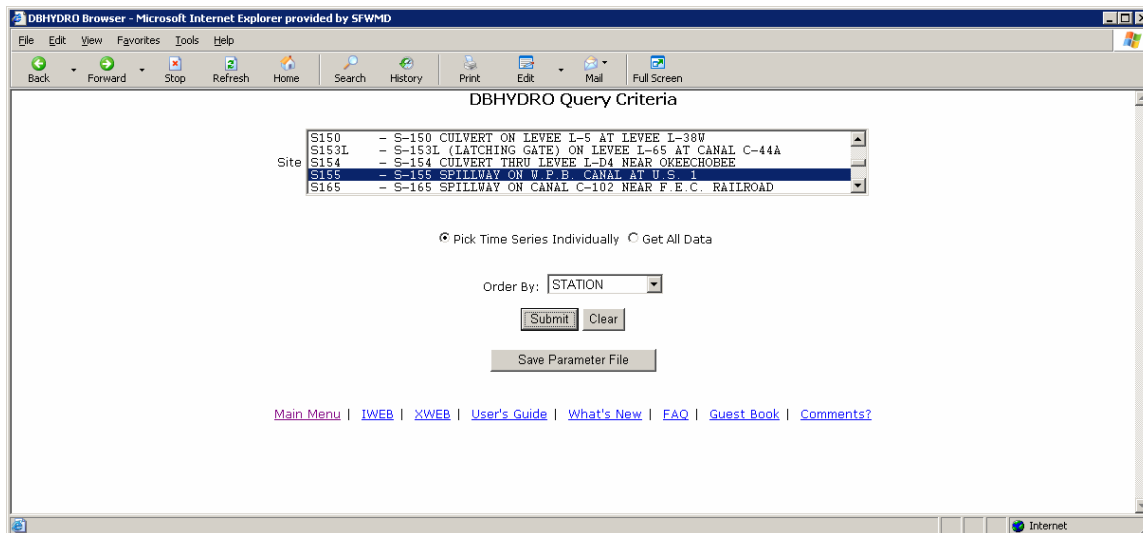 DBHYDRO Browser - Microsoft Internet Explorer provided by SFWMD
File Edit View Favorites Tools Help
Back Forward Stop Refresh Home Search History Print Edit Mail Full Screen
DBHYDRO Query Criteria
S150 - S-150 CULVERT ON LEVEE L-5 AT LEVEE L-38W
S153L - S-153L (LATCHING GATE) ON LEVEE L-65 AT CANAL C-44A
Site S154 - S-154 CULVERT THRU LEVEE L-D4 NEAR OKEECHOBEE
S155 - S-155 SPILLWAY ON W.P.B. CANAL AT U.S. 1
S165 - S-165 SPILLWAY ON CANAL C-102 NEAR F.E.C. RAILROAD
Pick Time Series Individually Get All Data
Order By: STATION
Submit Clear
Save Parameter File
Main Menu | IWEB | XWEB | User's Guide | What's New | FAQ | Guest Book | Comments?
Internet